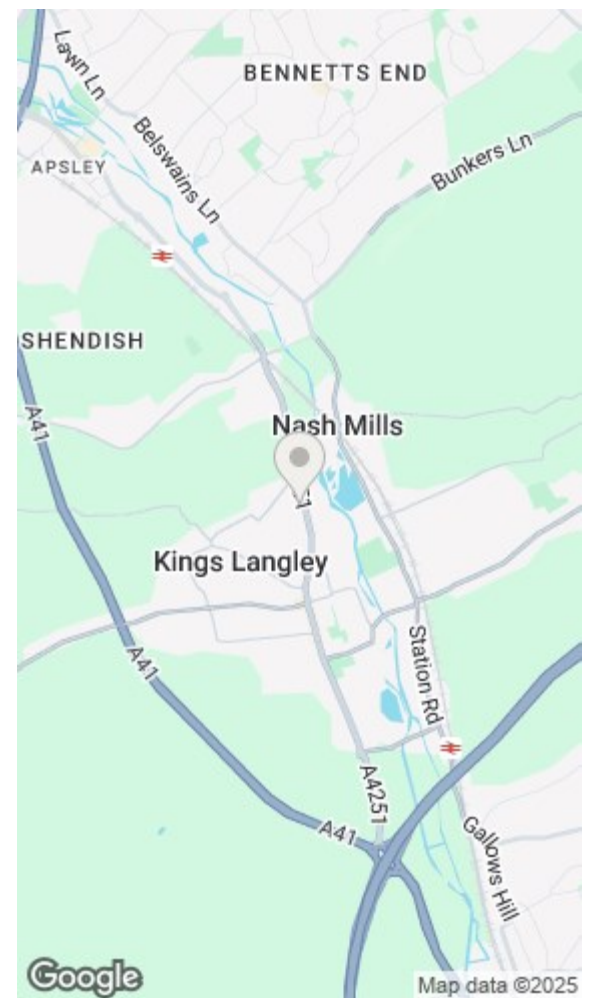 Lawn Ln
BENNETTS END
Belswains Ln
Bunkers Ln
APSLEY
SHENDISH
A41
Nash Mills
Kings Langley
A41
Station Rd
A4251
A41
Gallows Hill
Google
Map data ©2025